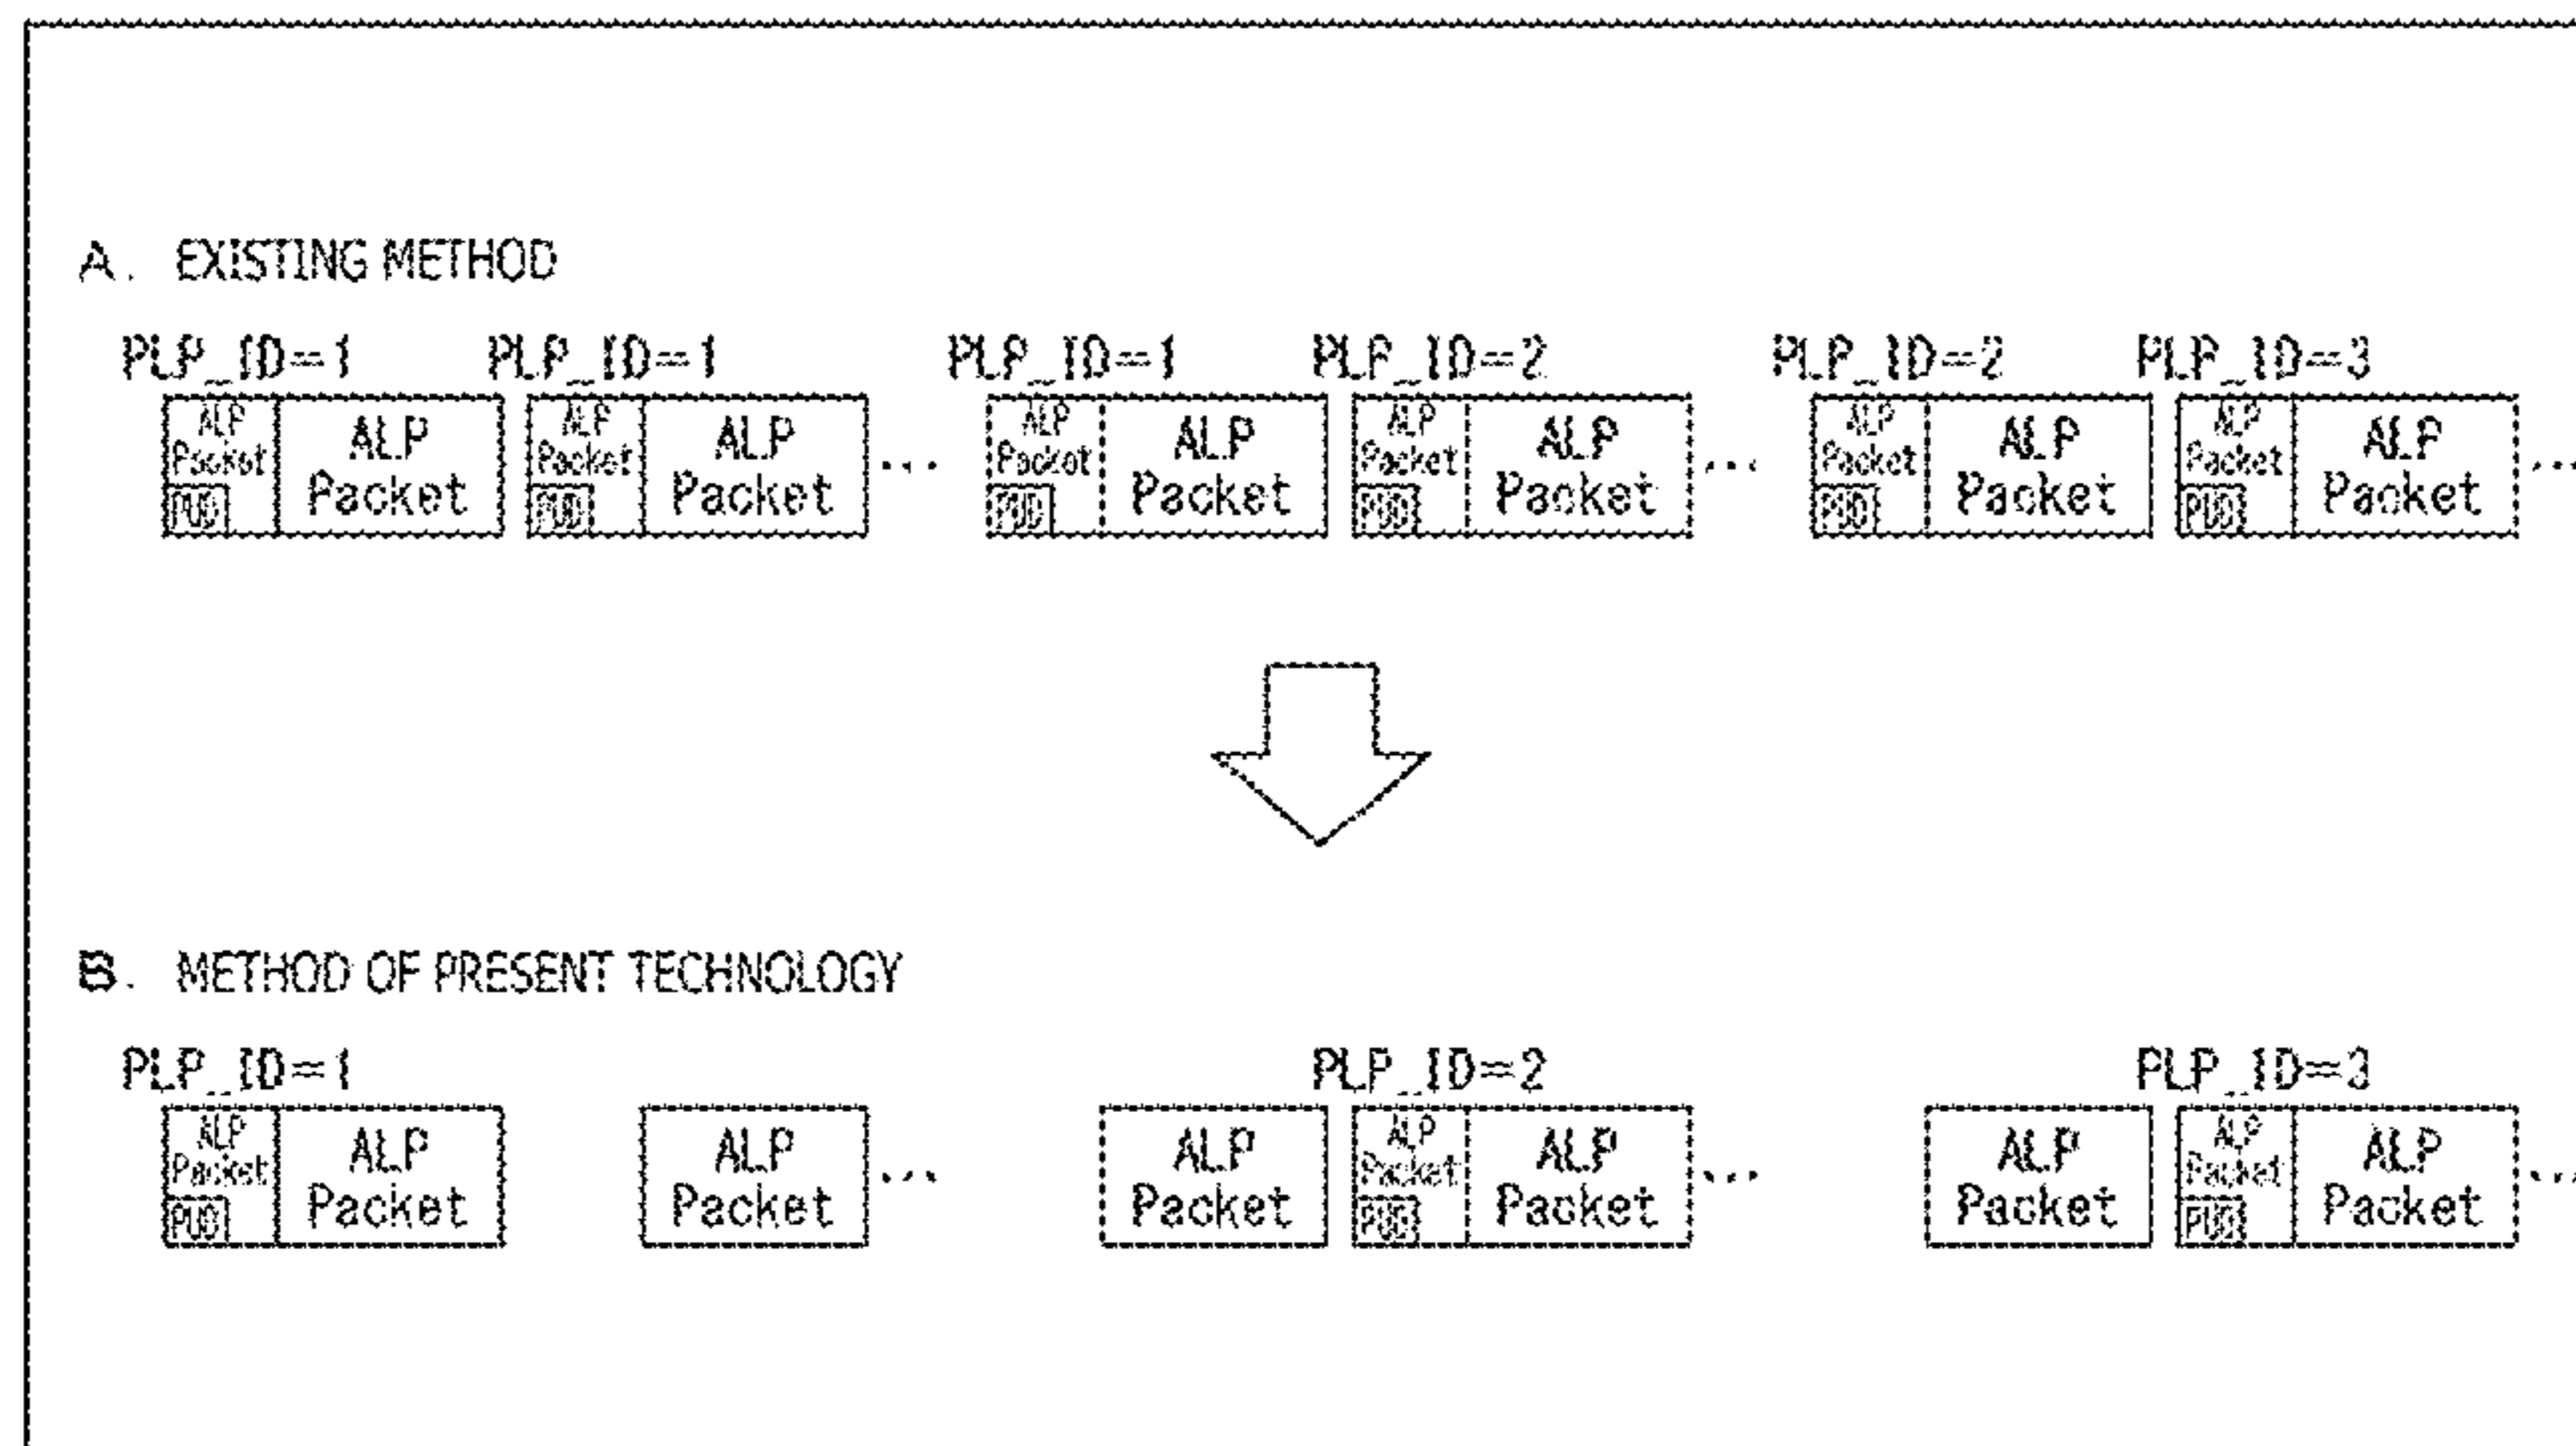 A. EXISTING METHOD
PLP_ID=1 PLP_ID=1 PLP_ID=1 PLP_ID=2 PLP_ID=2 PLP_ID=3
ALP ALP ALP ALP ALP ALP
ALP ALP ALP ALP ALP ALP
Packet Packet ... Packet Packet ... Packet Packet ...
Packet Packet Packet Packet Packet Packet
B. METHOD OF PRESENT TECHNOLOGY
PLP_ID=1 PLP_ID=2 PLP_ID=3
ALP ALP ALP
ALP ALP ALP ALP ALP ALP
Packet ... Packet ... Packet ...
Packet Packet Packet Packet Packet Packet